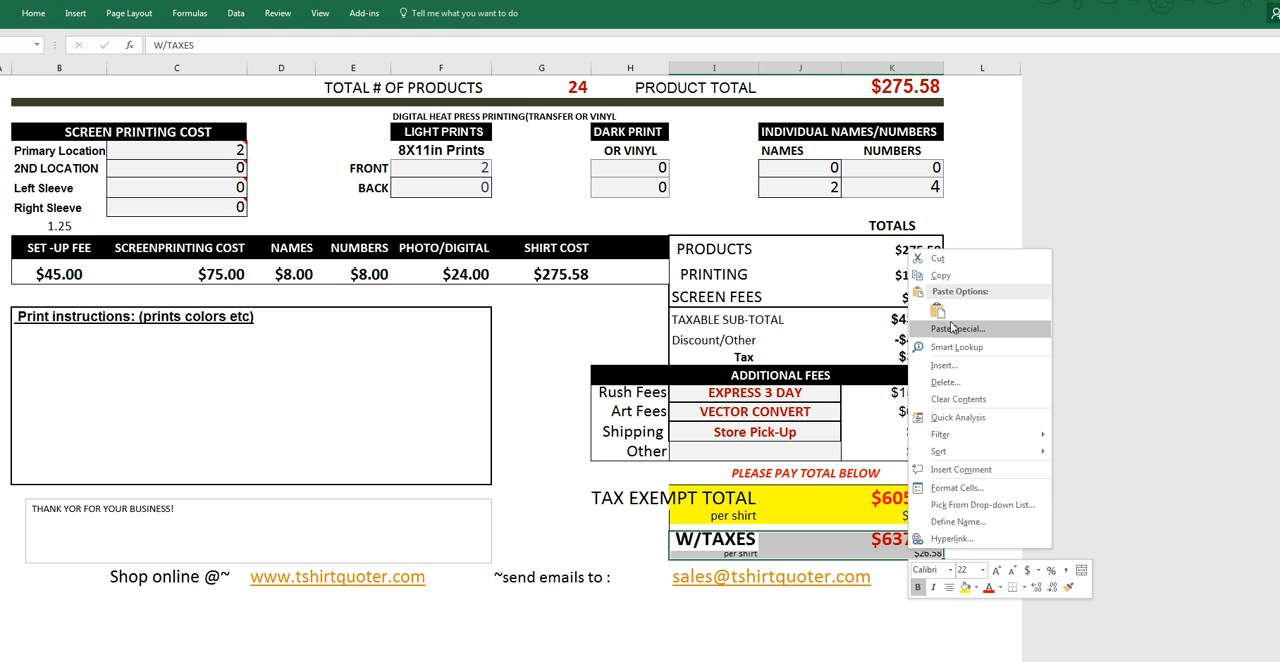 Home Insert Page Layout Formulas Data Review View Add-ins Tell me what you want to do
fx W/TAXES
B C D E F G H I J K L
TOTAL # OF PRODUCTS 24 PRODUCT TOTAL $275.58
DIGITAL HEAT PRESS PRINTING(TRANSFER OR VINYL
SCREEN PRINTING COST LIGHT PRINTS DARK PRINT INDIVIDUAL NAMES/NUMBERS
Primary Location 2 8X11in Prints OR VINYL NAMES NUMBERS
2ND LOCATION 0 FRONT 2 0 0 0
Left Sleeve 0 BACK 0 0 2 4
Right Sleeve 0
1.25 TOTALS
SET -UP FEE SCREENPRINTING COST NAMES NUMBERS PHOTO/DIGITAL SHIRT COST PRODUCTS
$45.00 $75.00 $8.00 $8.00 $24.00 $275.58 PRINTING
SCREEN FEES
Print instructions: (prints colors etc) TAXABLE SUB-TOTAL
Discount/Other
Tax
ADDITIONAL FEES
Rush Fees EXPRESS 3 DAY
Art Fees VECTOR CONVERT
Shipping Store Pick-Up
Other
PLEASE PAY TOTAL BELOW
TAX EXEMPT TOTAL $605
THANK YOR FOR YOUR BUSINESS! per shirt
W/TAXES $637
per shirt $26.58
Shop online @~ www.tshirtquoter.com ~send emails to : sales@tshirtquoter.com
Cut
Copy
Paste Options:
Paste Special...
Smart Lookup
Insert...
Delete...
Clear Contents
Quick Analysis
Filter
Sort
Insert Comment
Format Cells...
Pick From Drop-down List...
Define Name...
Hyperlink...
Calibri 22 A A $ % ,
B I A